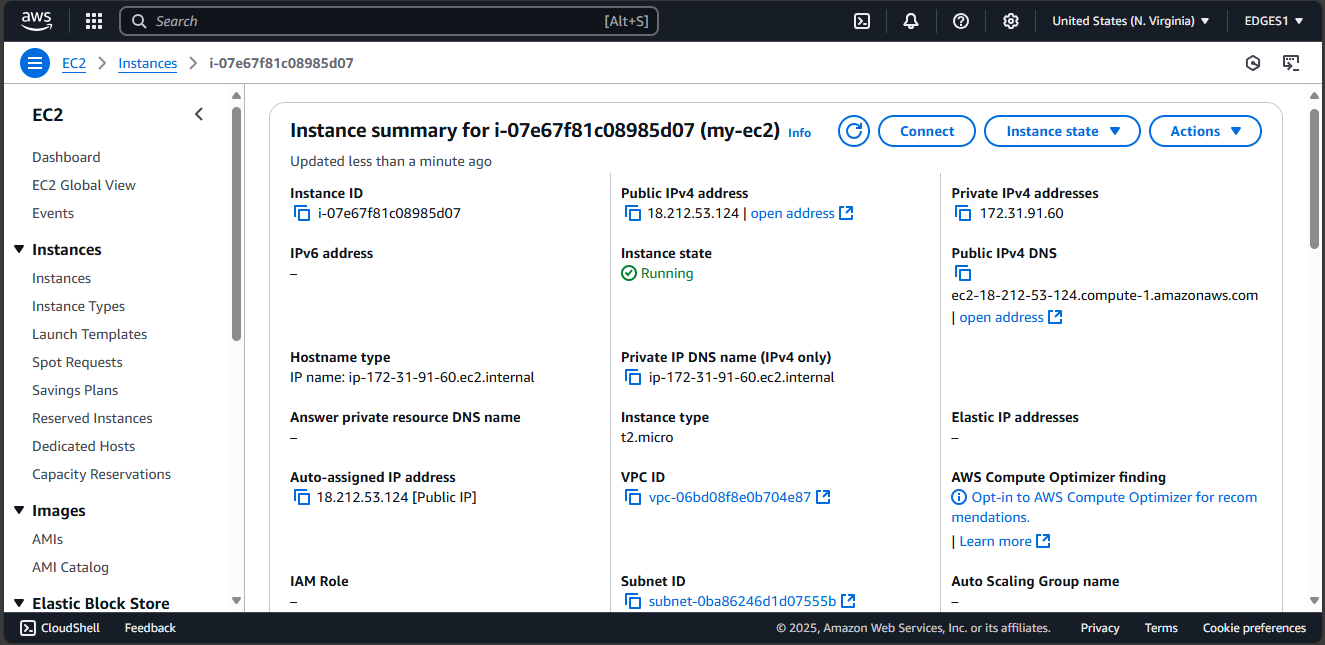 aws
Search [Alt+S]
United States (N. Virginia) EDGES1
EC2 Instances i-07e67f81c08985d07
EC2
Dashboard
EC2 Global View
Events
Instances
Instances
Instance Types
Launch Templates
Spot Requests
Savings Plans
Reserved Instances
Dedicated Hosts
Capacity Reservations
Images
AMIs
AMI Catalog
Elastic Block Store
Instance summary for i-07e67f81c08985d07 (my-ec2) Info
Connect
Instance state
Actions
Updated less than a minute ago
Instance ID
i-07e67f81c08985d07
Public IPv4 address
18.212.53.124 | open address
Private IPv4 addresses
172.31.91.60
IPv6 address
–
Instance state
Running
Public IPv4 DNS
ec2-18-212-53-124.compute-1.amazonaws.com
| open address
Hostname type
IP name: ip-172-31-91-60.ec2.internal
Private IP DNS name (IPv4 only)
ip-172-31-91-60.ec2.internal
Answer private resource DNS name
–
Instance type
t2.micro
Elastic IP addresses
–
Auto-assigned IP address
18.212.53.124 [Public IP]
VPC ID
vpc-06bd08f8e0b704e87
AWS Compute Optimizer finding
Opt-in to AWS Compute Optimizer for recom
mendations.
| Learn more
IAM Role
–
Subnet ID
subnet-0ba86246d1d07555b
Auto Scaling Group name
–
CloudShell Feedback
© 2025, Amazon Web Services, Inc. or its affiliates. Privacy Terms Cookie preferences